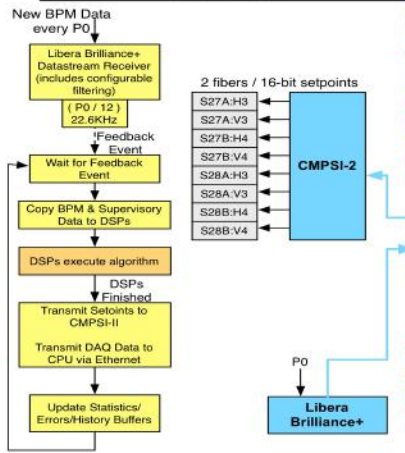 New BPM Data
every P0
Libera Brilliance+
Datastream Receiver
(includes configurable
filtering)
( P0 / 12 )
22.6KHz
Feedback
Event
Wait for Feedback
Event
Copy BPM & Supervisory
Data to DSPs
DSPs execute algorithm
DSPs
Finished
Transmit Setoints to
CMPSI-II
Transmit DAQ Data to
CPU via Ethernet
Update Statistics/
Errors/History Buffers
2 fibers / 16-bit setpoints
S27A:H3
S27A:V3
S27B:H4
S27B:V4
S28A:H3
S28A:V3
S28B:H4
S28B:V4
CMPSI-2
P0
Libera
Brilliance+